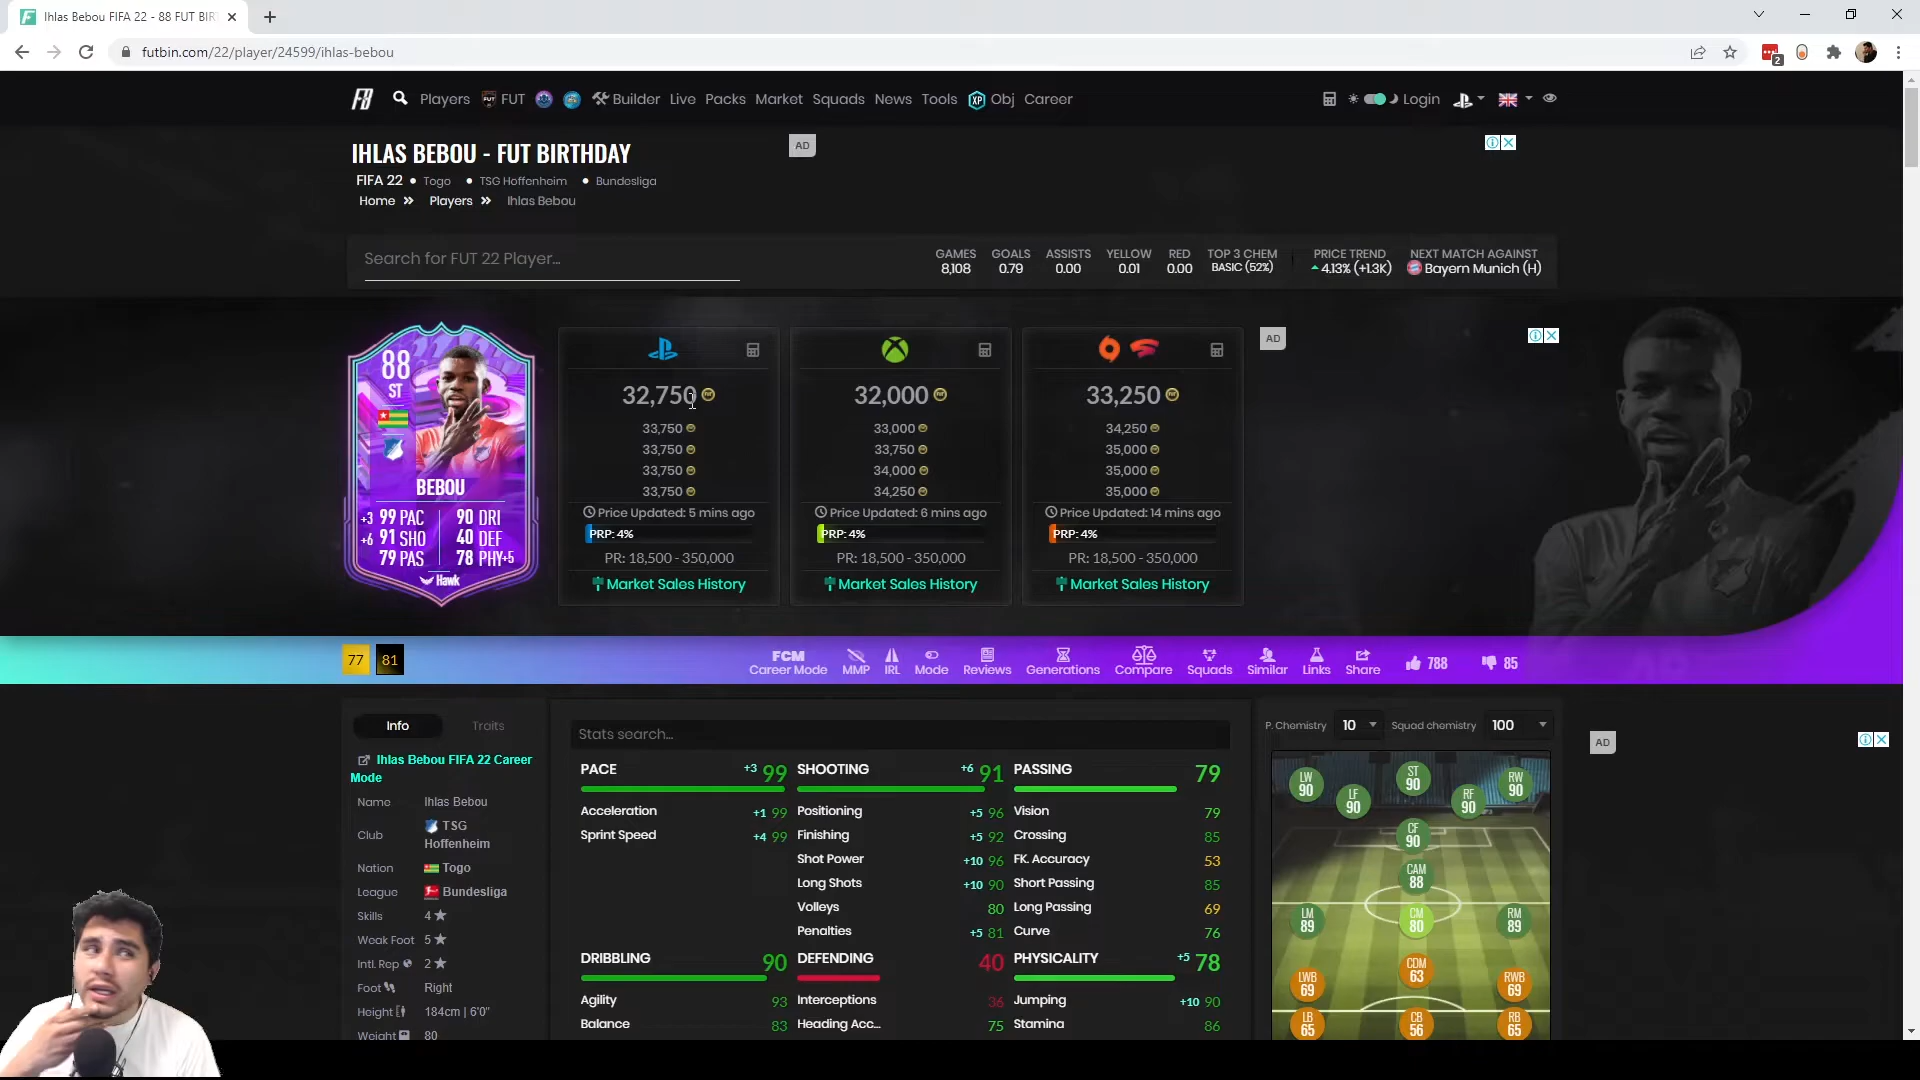 Ihlas Bebou FIFA 22 - 88 FUT BIR
futbin.com/22/player/24599/ihlas-bebou
2
Players FUT Builder Live Packs Market Squads News Tools XP Obj Career Login
IHLAS BEBOU - FUT BIRTHDAY
AD
FIFA 22 • Togo • TSG Hoffenheim • Bundesliga
Home » Players » Ihlas Bebou
Search for FUT 22 Player...
GAMES GOALS ASSISTS YELLOW RED TOP 3 CHEM PRICE TREND NEXT MATCH AGAINST
8,108 0.79 0.00 0.01 0.00 BASIC (52%) 4.13% (+1.3K) Bayern Munich (H)
88
ST
BEBOU
+3 99 PAC 90 DRI
+6 91 SHO 40 DEF
79 PAS 78 PHY+5
Hawk
32,750
33,750
33,750
33,750
33,750
Price Updated: 5 mins ago
PRP: 4%
PR: 18,500 - 350,000
Market Sales History
32,000
33,000
33,750
34,000
34,250
Price Updated: 6 mins ago
PRP: 4%
PR: 18,500 - 350,000
Market Sales History
33,250
34,250
35,000
35,000
35,000
Price Updated: 14 mins ago
PRP: 4%
PR: 18,500 - 350,000
Market Sales History
AD
77 81
FCM
Career Mode MMP IRL Mode Reviews Generations Compare Squads Similar Links Share 788 85
Info Traits
Ihlas Bebou FIFA 22 Career
Mode
Name Ihlas Bebou
Club TSG
Hoffenheim
Nation Togo
League Bundesliga
Skills 4
Weak Foot 5
Intl. Rep 2
Foot Right
Height 184cm | 6'0"
Weight 80
Stats search...
PACE +3 99
Acceleration +1 99
Sprint Speed +4 99
SHOOTING +6 91
Positioning +5 96
Finishing +5 92
Shot Power +10 96
Long Shots +10 90
Volleys 80
Penalties +5 81
PASSING 79
Vision 79
Crossing 85
FK. Accuracy 53
Short Passing 85
Long Passing 69
Curve 76
DRIBBLING 90
Agility 93
Balance 83
DEFENDING 40
Interceptions 36
Heading Acc... 75
PHYSICALITY +5 78
Jumping +10 90
Stamina 86
P. Chemistry 10 Squad chemistry 100
AD
LW
90
LF
90
ST
90
RF
90
RW
90
CF
90
CAM
88
LM
89
CM
80
RM
89
LWB
69
CDM
63
RWB
69
LB
65
CB
56
RB
65